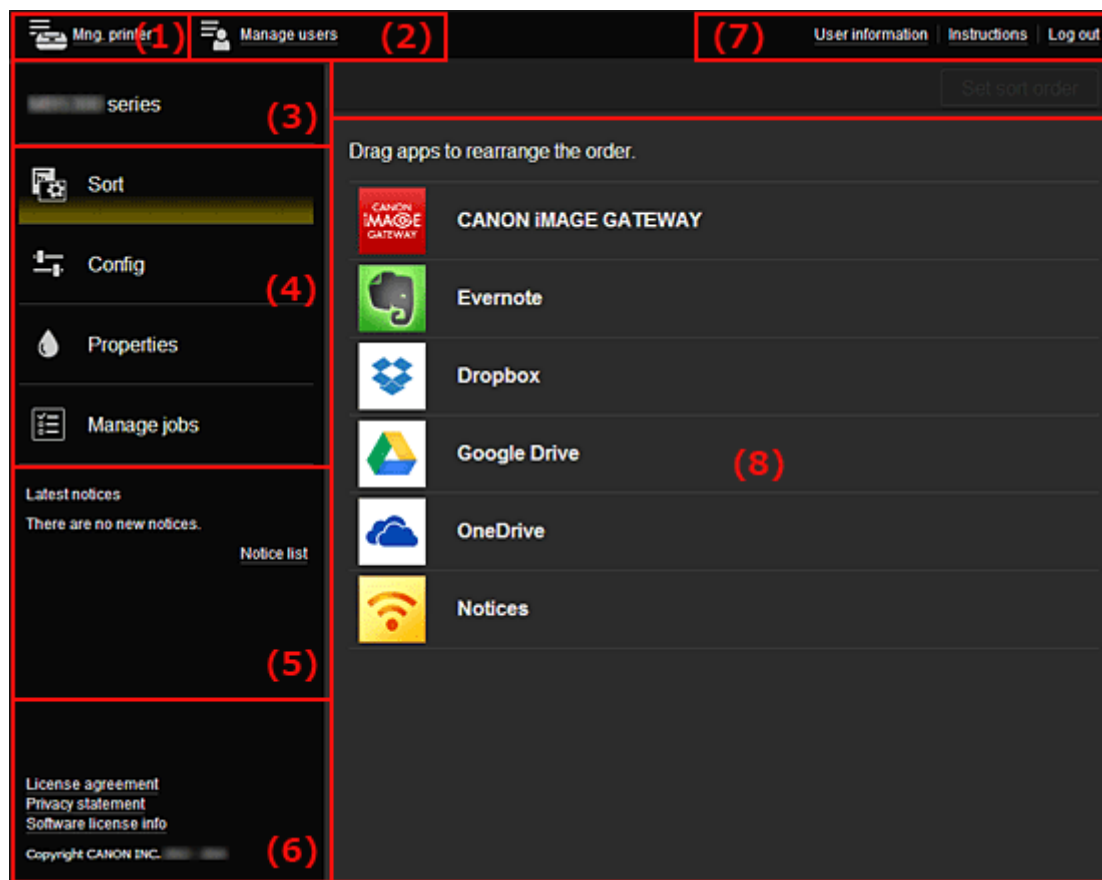 Mng. printer (1)
Manage users (2)
(7) User information Instructions Log out
series (3)
Set sort order
Sort
Config
(4)
Properties
Manage jobs
Latest notices
There are no new notices.
Notice list
(5)
License agreement
Privacy statement
Software license info
Copyright CANON INC.
(6)
Drag apps to rearrange the order.
CANON iMAGE GATEWAY
CANON iMAGE GATEWAY
Evernote
Dropbox
Google Drive
(8)
OneDrive
Notices